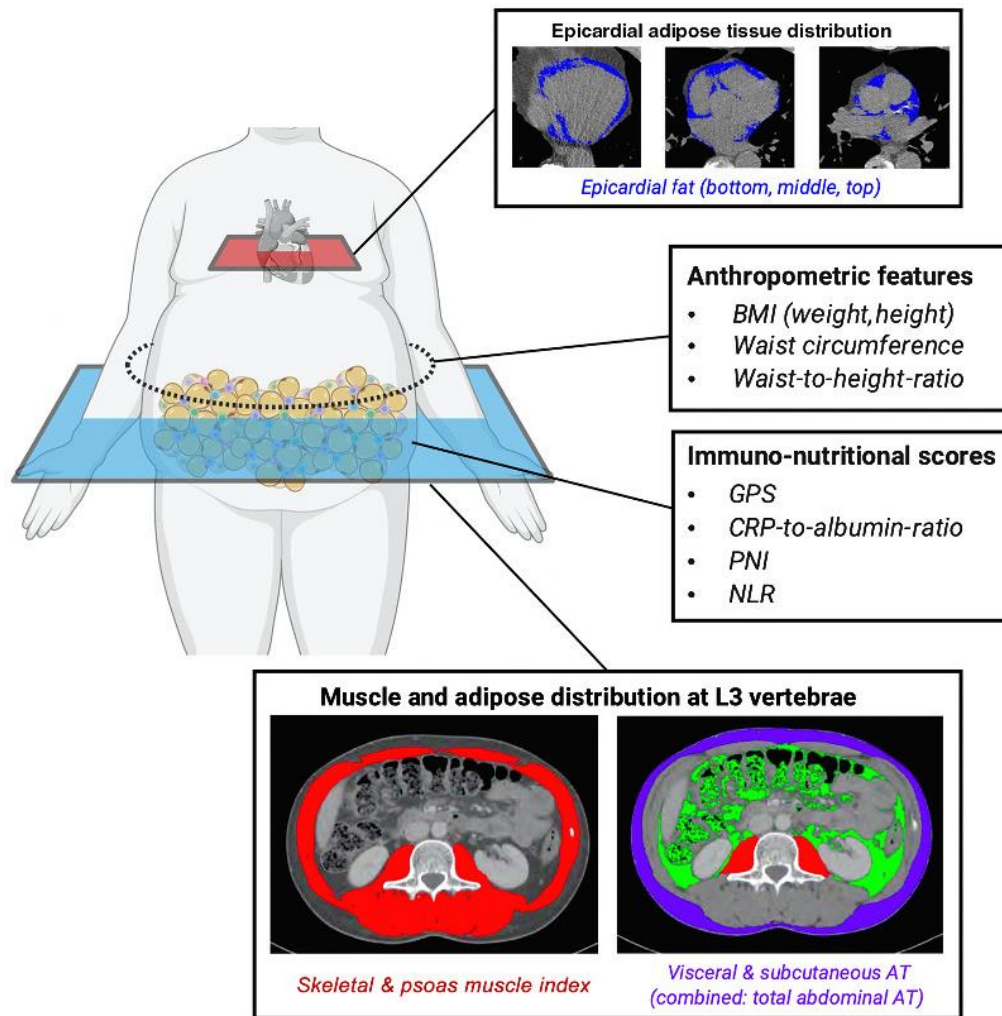 Epicardial adipose tissue distribution
Epicardial fat (bottom, middle, top)
Anthropometric features
• BMI (weight,height)
• Waist circumference
• Waist-to-height-ratio
Immuno-nutritional scores
• GPS
• CRP-to-albumin-ratio
• PNI
• NLR
Muscle and adipose distribution at L3 vertebrae
Skeletal & psoas muscle index
Visceral & subcutaneous AT
(combined: total abdominal AT)